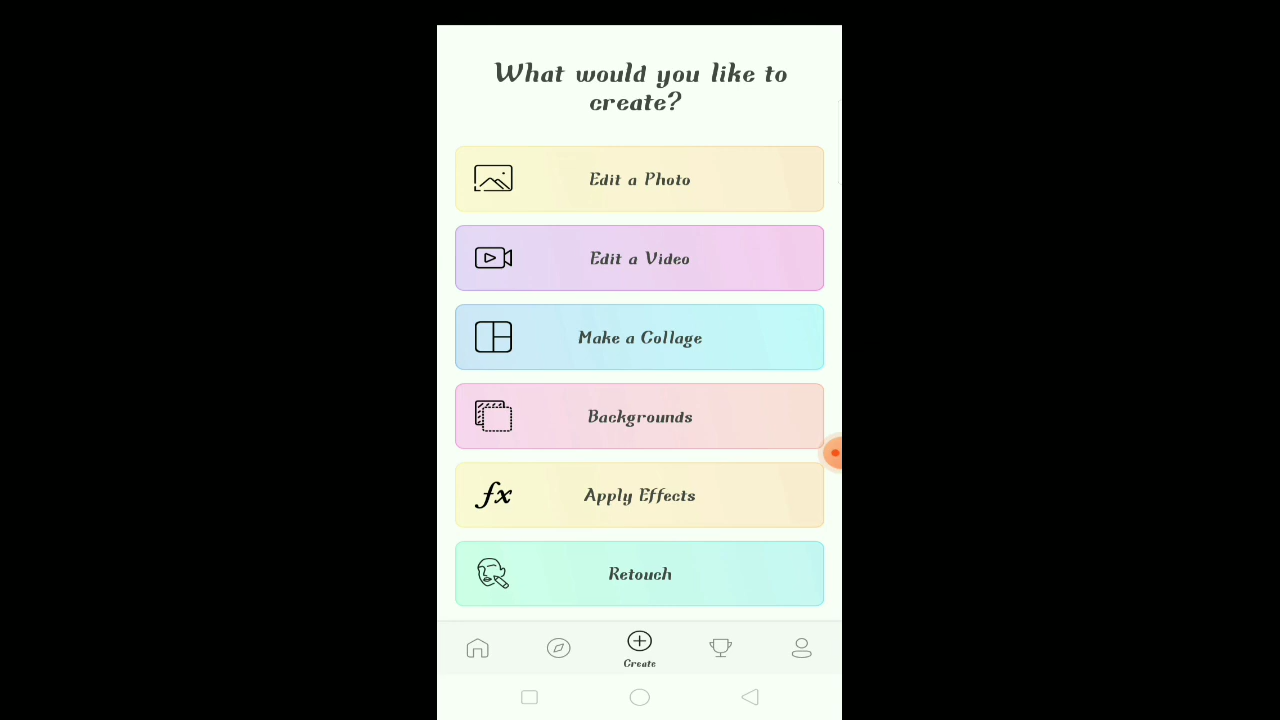 What would you like to
create?
Edit a Photo
Edit a Video
Make a Collage
Backgrounds
fx
Apply Effects
Retouch
Create